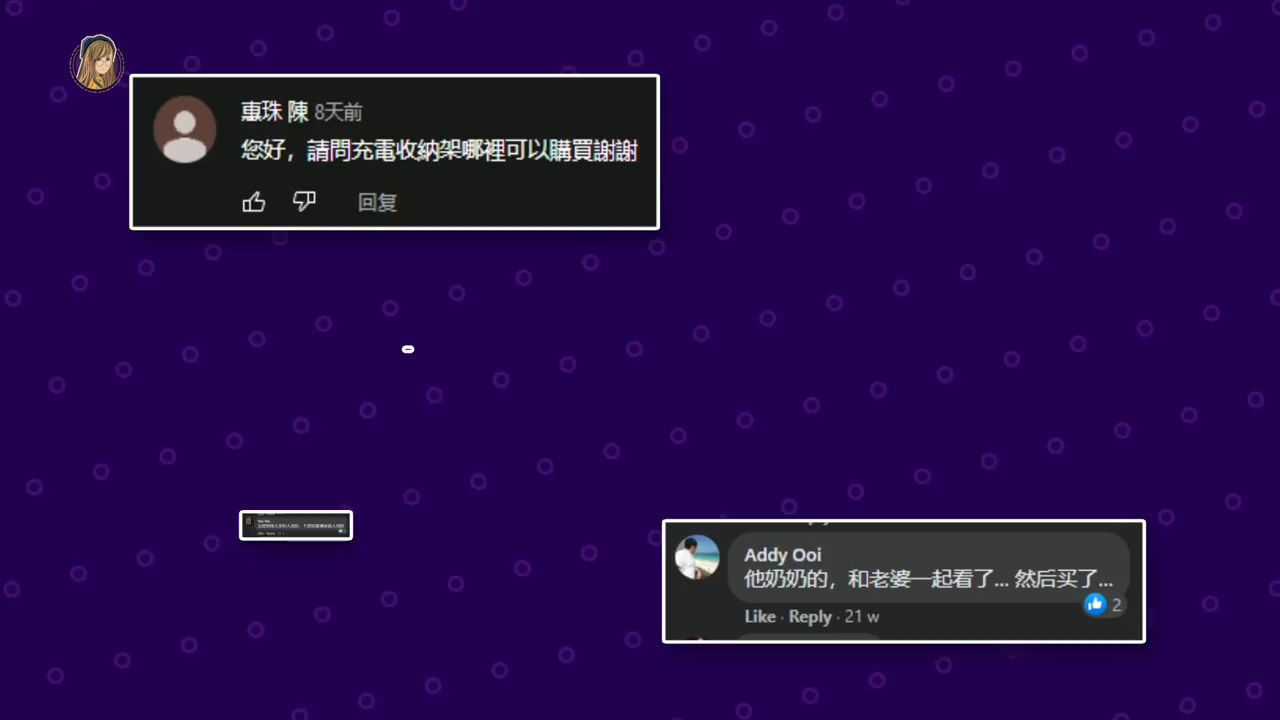 重珠 陳 8天前
您好，請問充電收納架哪裡可以購買謝謝
回复
Addy Ooi
他奶奶的，和老婆一起看了... 然后买了...
2
Like · Reply · 21 w